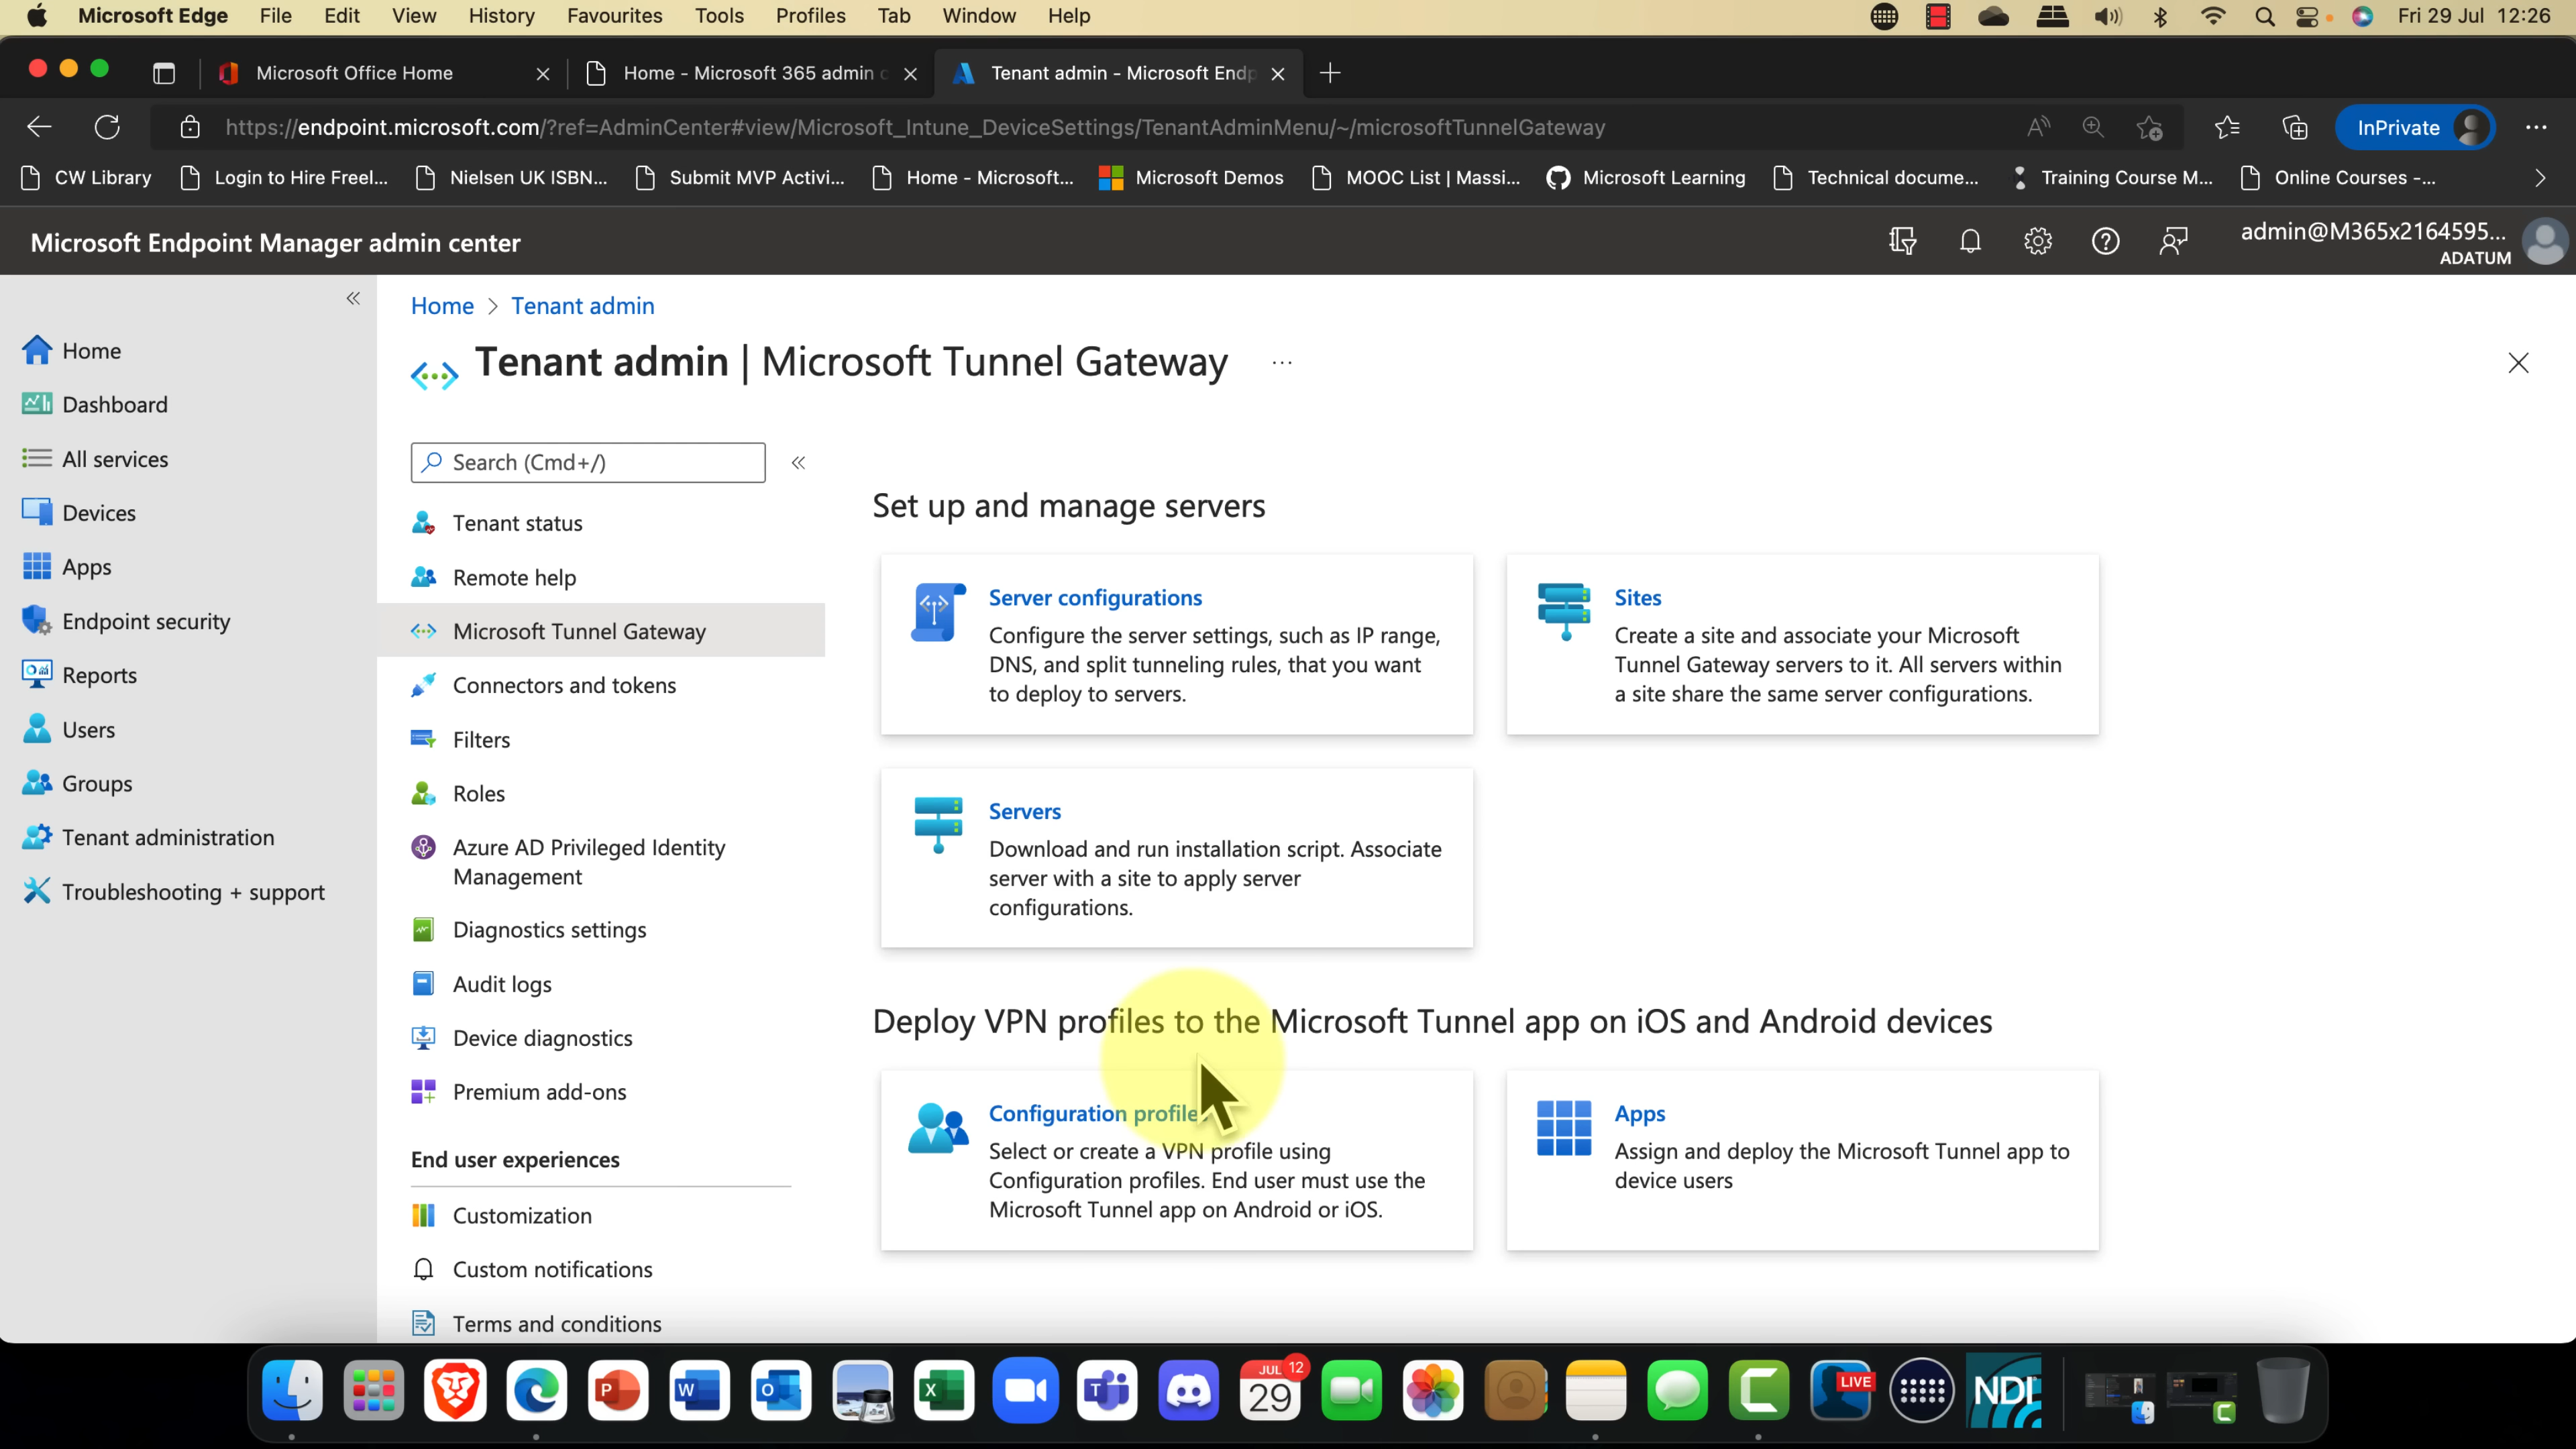 Microsoft Edge File Edit View History Favourites Tools Profiles Tab Window Help Fri 29 Jul 12:26
Microsoft Office Home Home - Microsoft 365 admin Tenant admin - Microsoft Endp
https://endpoint.microsoft.com/?ref=AdminCenter#view/Microsoft_Intune_DeviceSettings/TenantAdminMenu/~/microsoftTunnelGateway InPrivate
CW Library Login to Hire Freel... Nielsen UK ISBN... Submit MVP Activi... Home - Microsoft... Microsoft Demos MOOC List | Massi... Microsoft Learning Technical docume... Training Course M... Online Courses -...
Microsoft Endpoint Manager admin center
admin@M365x2164595...
ADATUM
Home
Dashboard
All services
Devices
Apps
Endpoint security
Reports
Users
Groups
Tenant administration
Troubleshooting + support
Home > Tenant admin
Tenant admin | Microsoft Tunnel Gateway
Search (Cmd+/)
Tenant status
Remote help
Microsoft Tunnel Gateway
Connectors and tokens
Filters
Roles
Azure AD Privileged Identity
Management
Diagnostics settings
Audit logs
Device diagnostics
Premium add-ons
End user experiences
Customization
Custom notifications
Terms and conditions
Set up and manage servers
Server configurations
Configure the server settings, such as IP range,
DNS, and split tunneling rules, that you want
to deploy to servers.
Sites
Create a site and associate your Microsoft
Tunnel Gateway servers to it. All servers within
a site share the same server configurations.
Servers
Download and run installation script. Associate
server with a site to apply server
configurations.
Deploy VPN profiles to the Microsoft Tunnel app on iOS and Android devices
Configuration profile
Select or create a VPN profile using
Configuration profiles. End user must use the
Microsoft Tunnel app on Android or iOS.
Apps
Assign and deploy the Microsoft Tunnel app to
device users
JUL 12
29
LIVE
NDI